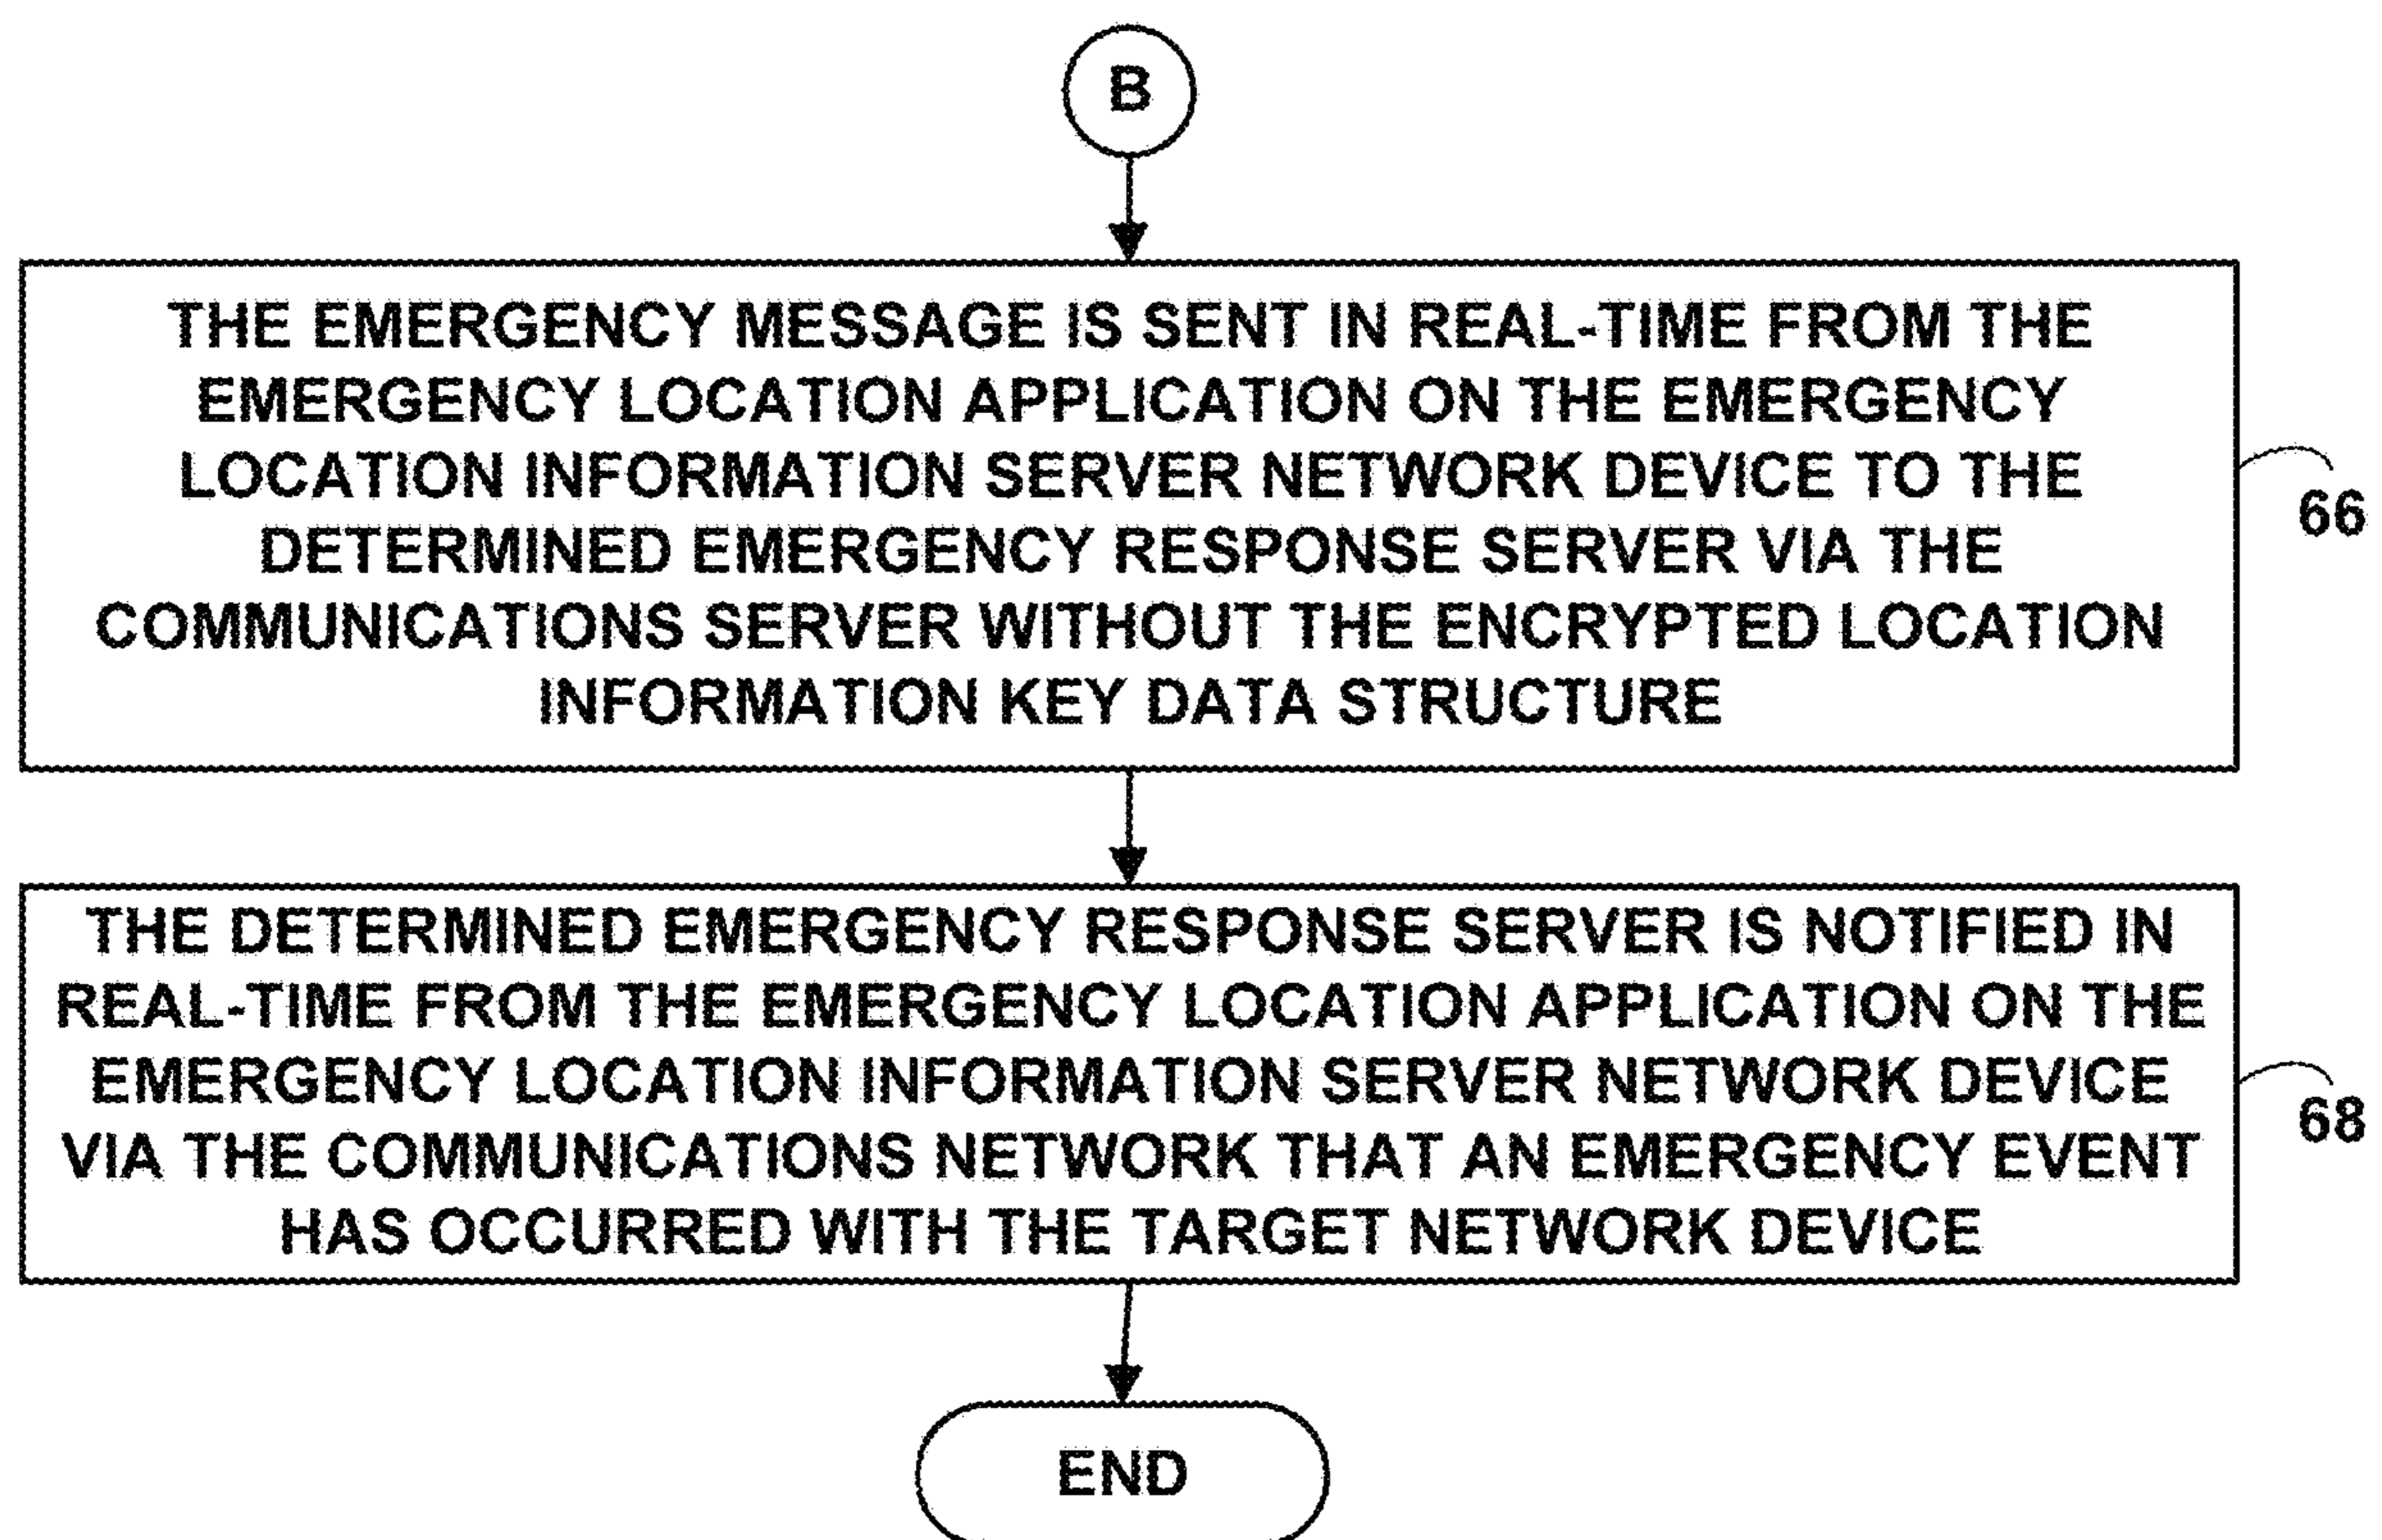 B
THE EMERGENCY MESSAGE IS SENT IN REAL-TIME FROM THE
EMERGENCY LOCATION APPLICATION ON THE EMERGENCY
LOCATION INFORMATION SERVER NETWORK DEVICE TO THE
DETERMINED EMERGENCY RESPONSE SERVER VIA THE
COMMUNICATIONS SERVER WITHOUT THE ENCRYPTED LOCATION
INFORMATION KEY DATA STRUCTURE
66
THE DETERMINED EMERGENCY RESPONSE SERVER IS NOTIFIED IN
REAL-TIME FROM THE EMERGENCY LOCATION APPLICATION ON THE
EMERGENCY LOCATION INFORMATION SERVER NETWORK DEVICE
VIA THE COMMUNICATIONS NETWORK THAT AN EMERGENCY EVENT
HAS OCCURRED WITH THE TARGET NETWORK DEVICE
68
END